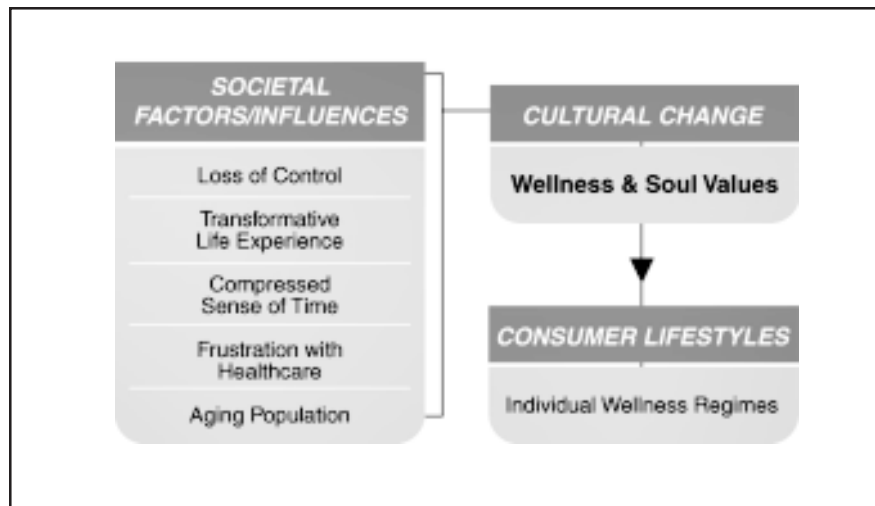 SOCIETAL
FACTORS/INFLUENCES
Loss of Control
Transformative
Life Experience
Compressed
Sense of Time
Frustration with
Healthcare
Aging Population
CULTURAL CHANGE
Wellness & Soul Values
CONSUMER LIFESTYLES
Individual Wellness Regimes